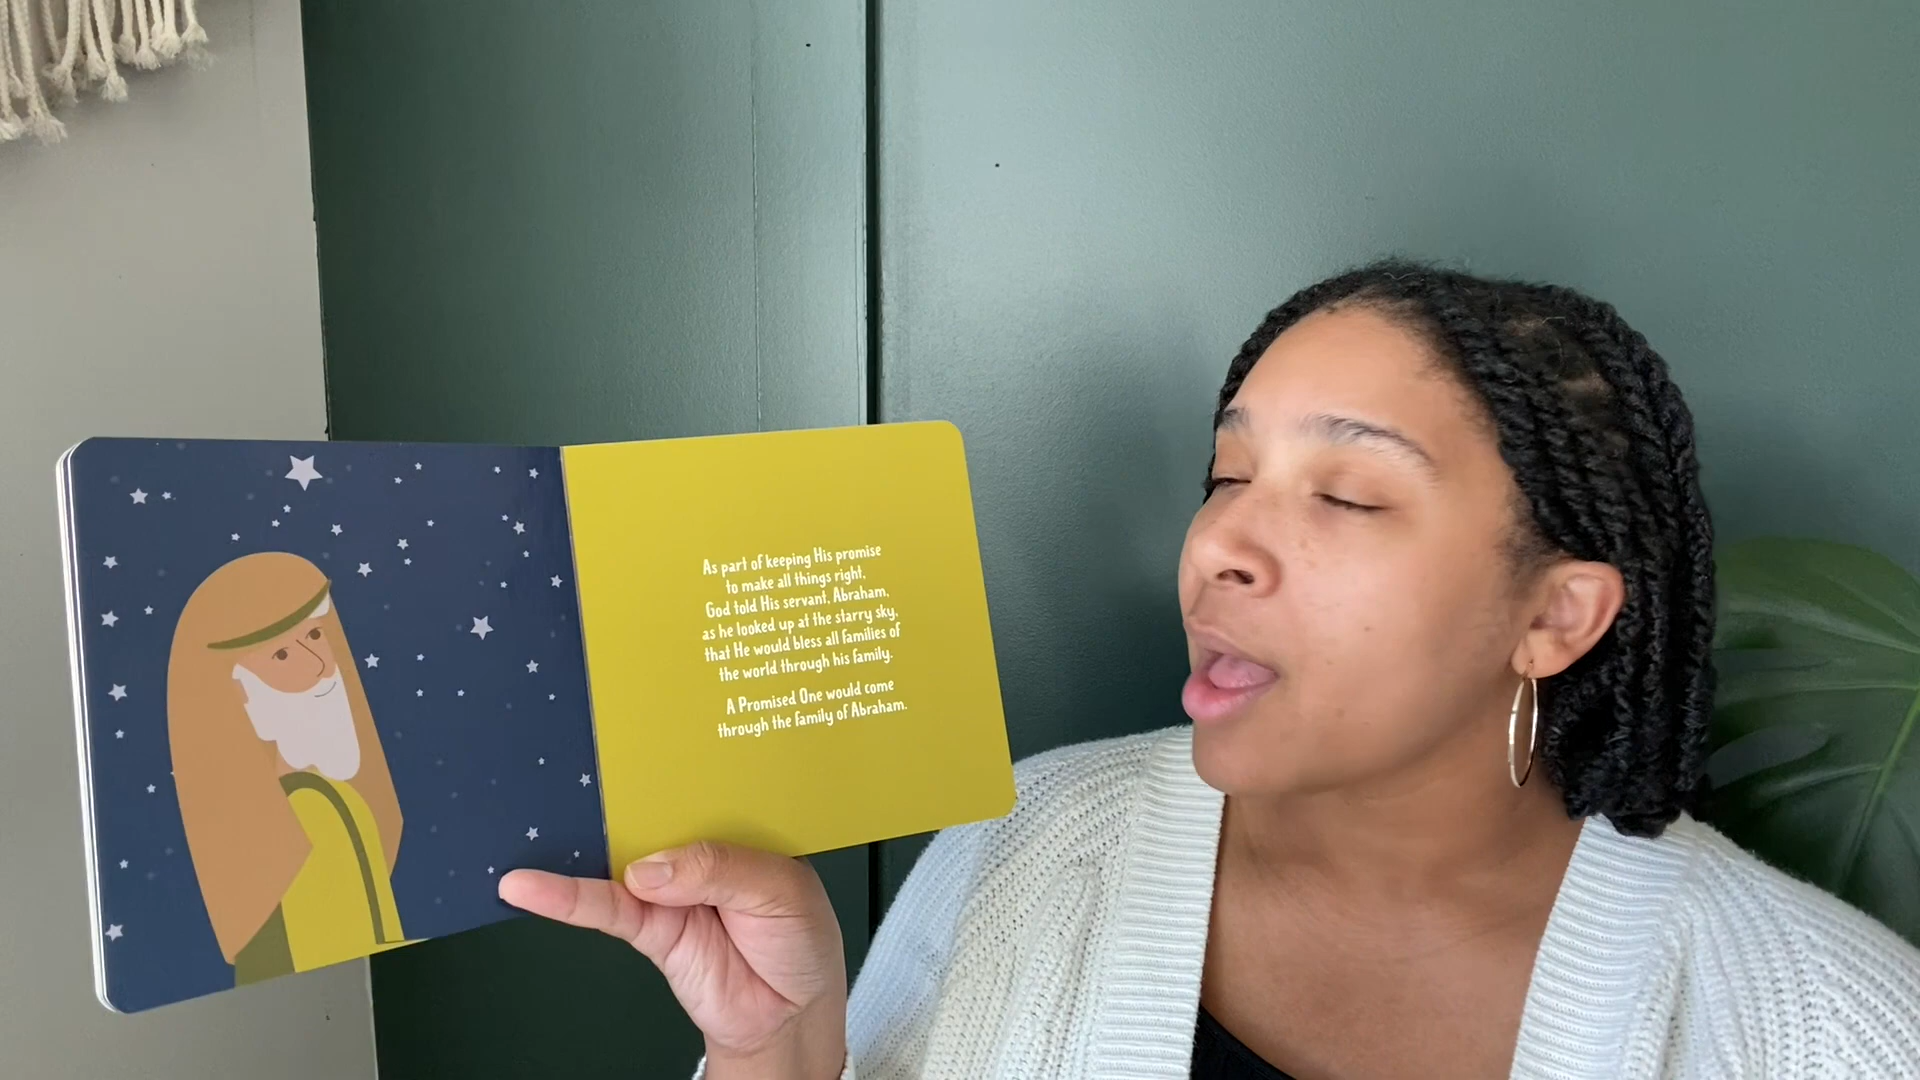 As part of keeping His promise
to make all things right,
God told His servant, Abraham,
as he looked up at the starry sky,
that He would bless all families of
the world through his family.
A Promised One would come
through the family of Abraham.